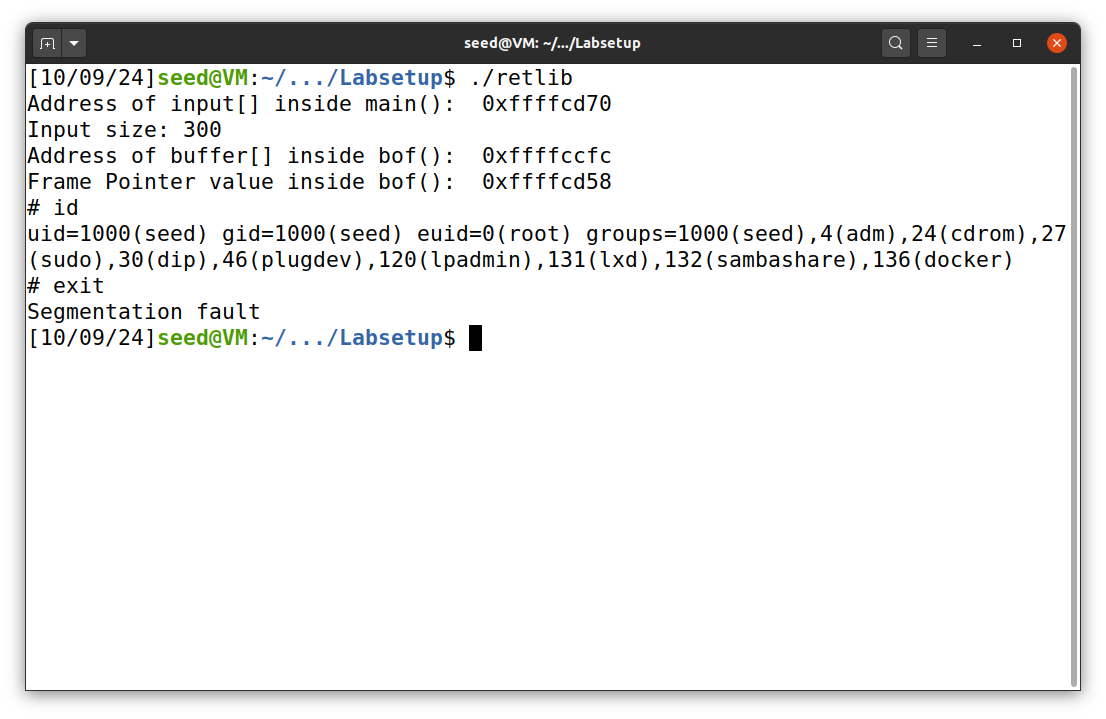 seed@VM: ~/.../Labsetup
[10/09/24]seed@VM:~/.../Labsetup$ ./retlib
Address of input[] inside main():  0xffffcd70
Input size: 300
Address of buffer[] inside bof():  0xffffccfc
Frame Pointer value inside bof():  0xffffcd58
# id
uid=1000(seed) gid=1000(seed) euid=0(root) groups=1000(seed),4(adm),24(cdrom),27
(sudo),30(dip),46(plugdev),120(lpadmin),131(lxd),132(sambashare),136(docker)
# exit
Segmentation fault
[10/09/24]seed@VM:~/.../Labsetup$